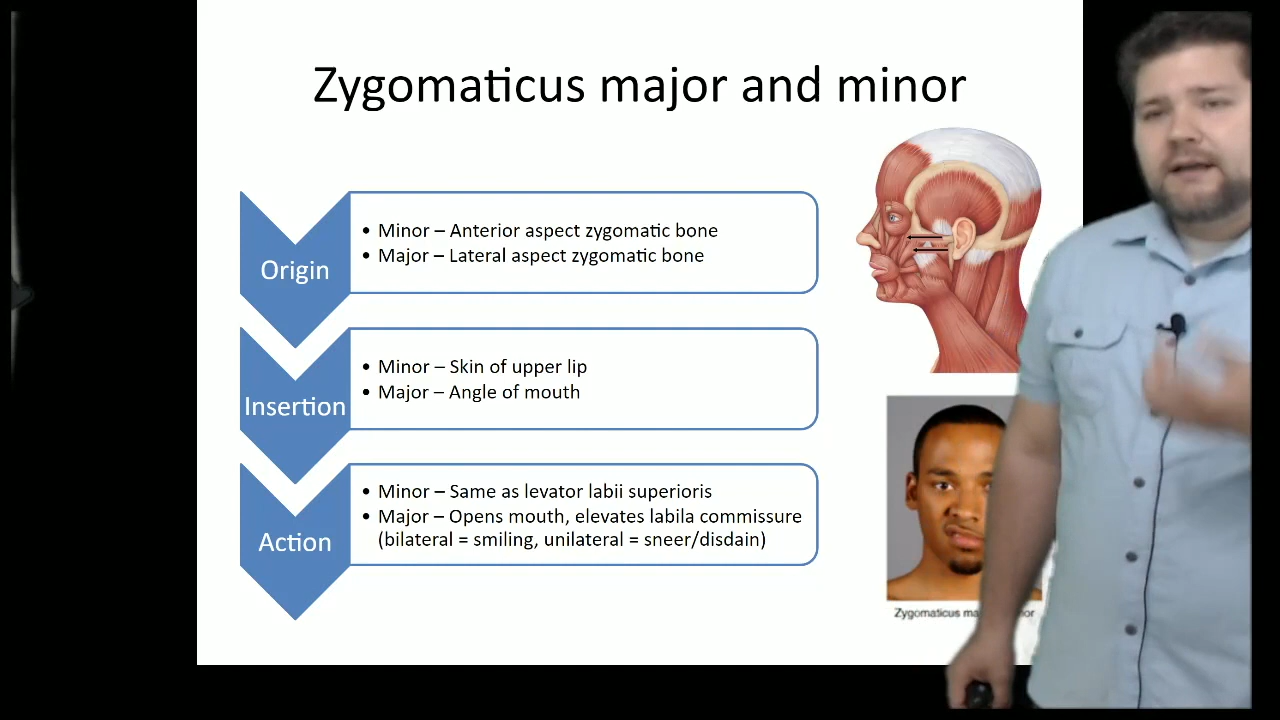 Zygomaticus major and minor
Origin
• Minor – Anterior aspect zygomatic bone
• Major – Lateral aspect zygomatic bone
Insertion
• Minor – Skin of upper lip
• Major – Angle of mouth
Action
• Minor – Same as levator labii superioris
• Major – Opens mouth, elevates labila commissure
(bilateral = smiling, unilateral = sneer/disdain)
Zygomaticus